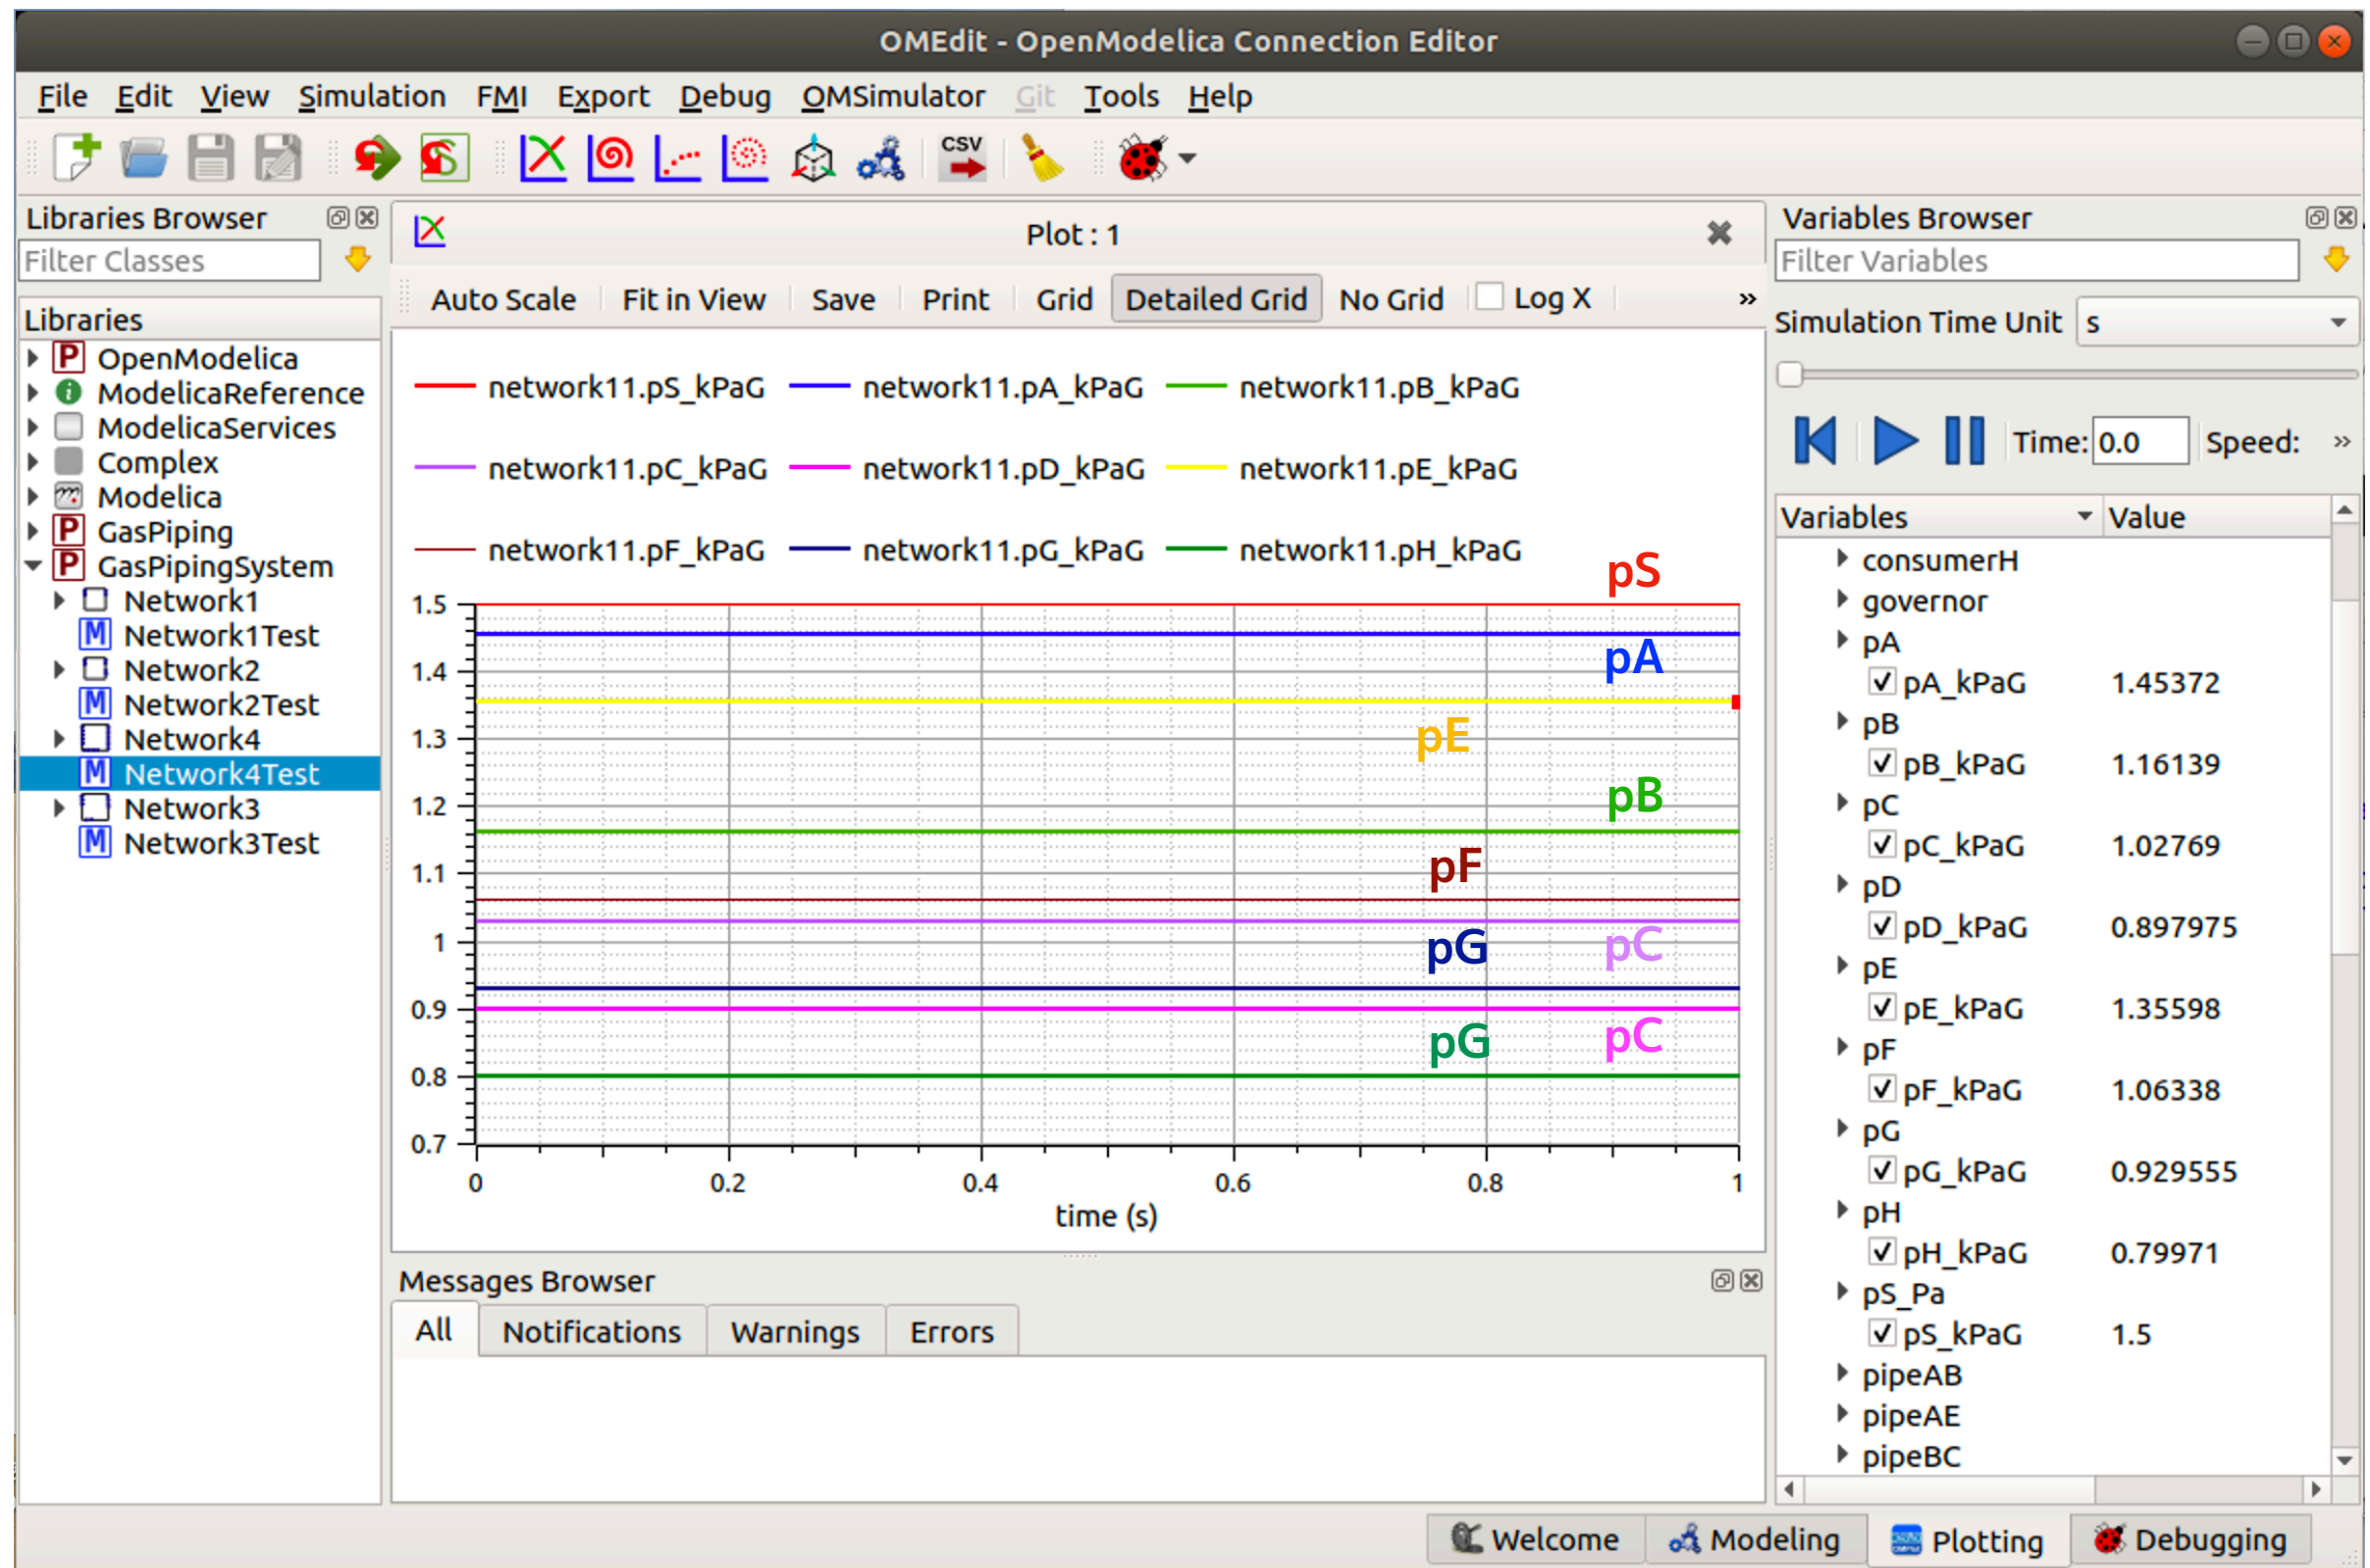 OMEdit - OpenModelica Connection Editor
File Edit View Simulation FMI Export Debug OMSimulator Git Tools Help
CSV
Libraries Browser
Filter Classes
Libraries
OpenModelica
ModelicaReference
ModelicaServices
Complex
Modelica
GasPiping
GasPipingSystem
Network1
Network1Test
Network2
Network2Test
Network4
Network4Test
Network3
Network3Test
Plot : 1
Auto Scale Fit in View Save Print Grid Detailed Grid No Grid Log X »
network11.pS_kPaG network11.pA_kPaG network11.pB_kPaG
network11.pC_kPaG network11.pD_kPaG network11.pE_kPaG
network11.pF_kPaG network11.pG_kPaG network11.pH_kPaG
pS
pA
pE
pB
pF
pG pC
pG pC
1.5
1.4
1.3
1.2
1.1
1
0.9
0.8
0.7
0 0.2 0.4 0.6 0.8 1
time (s)
Messages Browser
All Notifications Warnings Errors
Variables Browser
Filter Variables
Simulation Time Unit s
Time: 0.0 Speed: »
Variables Value
consumerH
governor
pA
pA_kPaG 1.45372
pB
pB_kPaG 1.16139
pC
pC_kPaG 1.02769
pD
pD_kPaG 0.897975
pE
pE_kPaG 1.35598
pF
pF_kPaG 1.06338
pG
pG_kPaG 0.929555
pH
pH_kPaG 0.79971
pS_Pa
pS_kPaG 1.5
pipeAB
pipeAE
pipeBC
Welcome Modeling Plotting Debugging